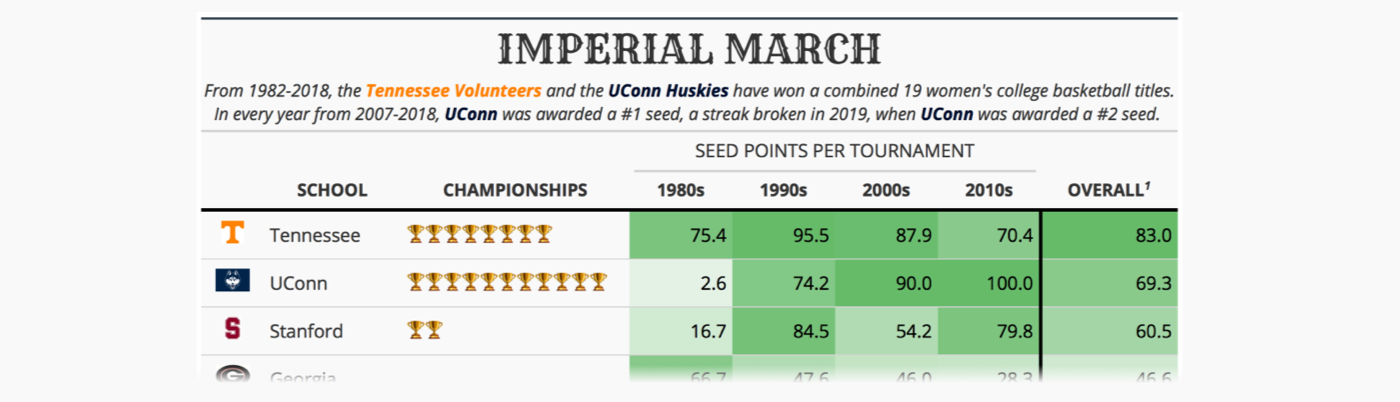 IMPERIAL MARCH
From 1982-2018, the Tennessee Volunteers and the UConn Huskies have won a combined 19 women's college basketball titles.
In every year from 2007-2018, UConn was awarded a #1 seed, a streak broken in 2019, when UConn was awarded a #2 seed.
SEED POINTS PER TOURNAMENT
SCHOOL CHAMPIONSHIPS 1980s 1990s 2000s 2010s OVERALL¹
T Tennessee 75.4 95.5 87.9 70.4 83.0
UConn 2.6 74.2 90.0 100.0 69.3
S Stanford 16.7 84.5 54.2 79.8 60.5
G Georgia 66.7 47.6 46.0 28.3 46.6